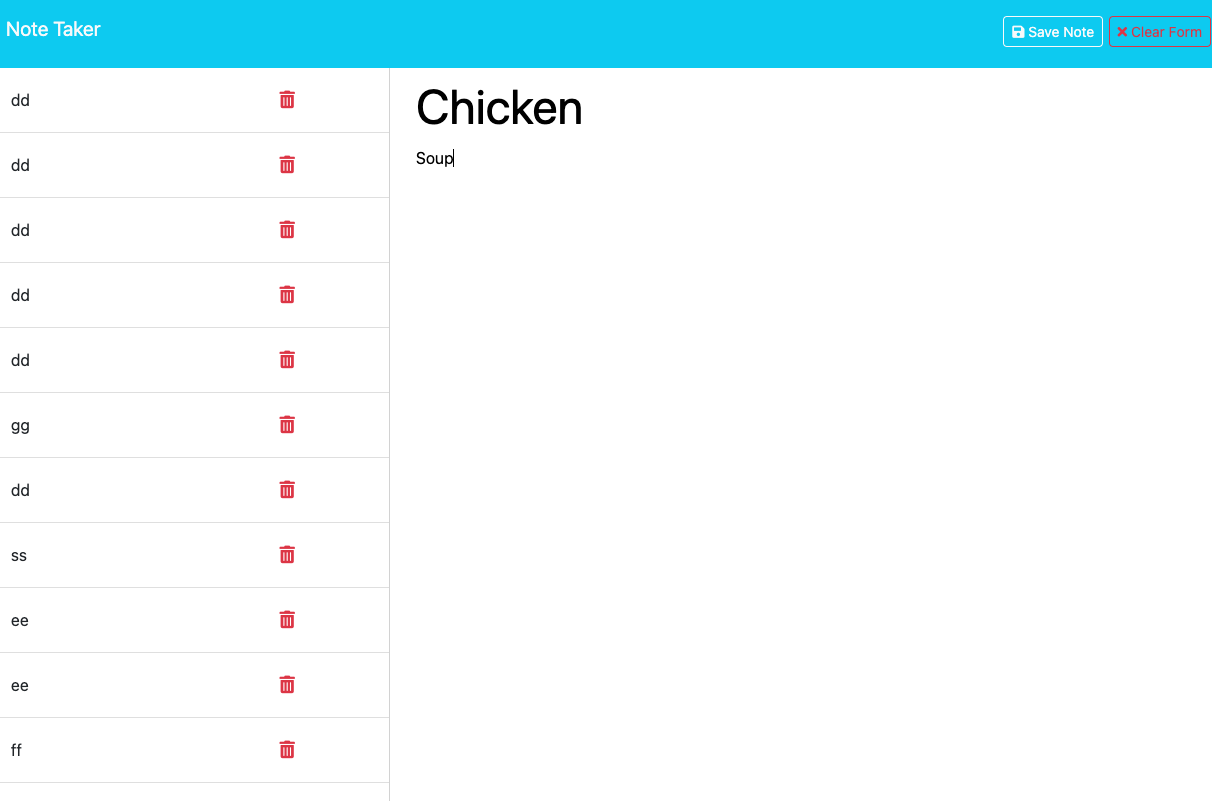 Note Taker
Save Note
Clear Form
dd
dd
dd
dd
dd
gg
dd
ss
ee
ee
ff
Chicken
Soup